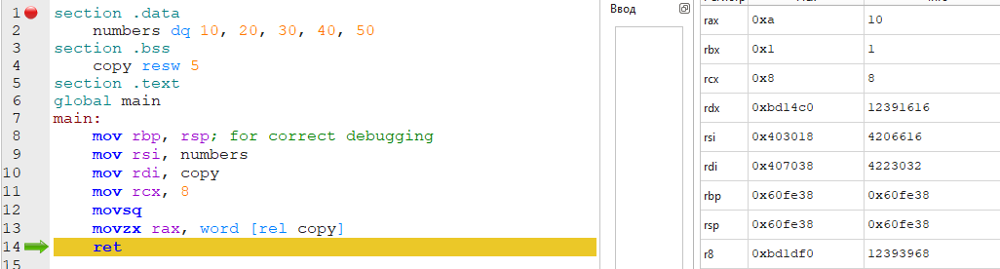 Ввод
1 section .data
2 numbers dq 10, 20, 30, 40, 50
3 section .bss
4 copy resw 5
5 section .text
6 global main
7 main:
8 mov rbp, rsp; for correct debugging
9 mov rsi, numbers
10 mov rdi, copy
11 mov rcx, 8
12 movsq
13 movzx rax, word [rel copy]
14 ret
15
rax 0xa 10
rbx 0x1 1
rcx 0x8 8
rdx 0xbd14c0 12391616
rsi 0x403018 4206616
rdi 0x407038 4223032
rbp 0x60fe38 0x60fe38
rsp 0x60fe38 0x60fe38
r8 0xbd1df0 12393968